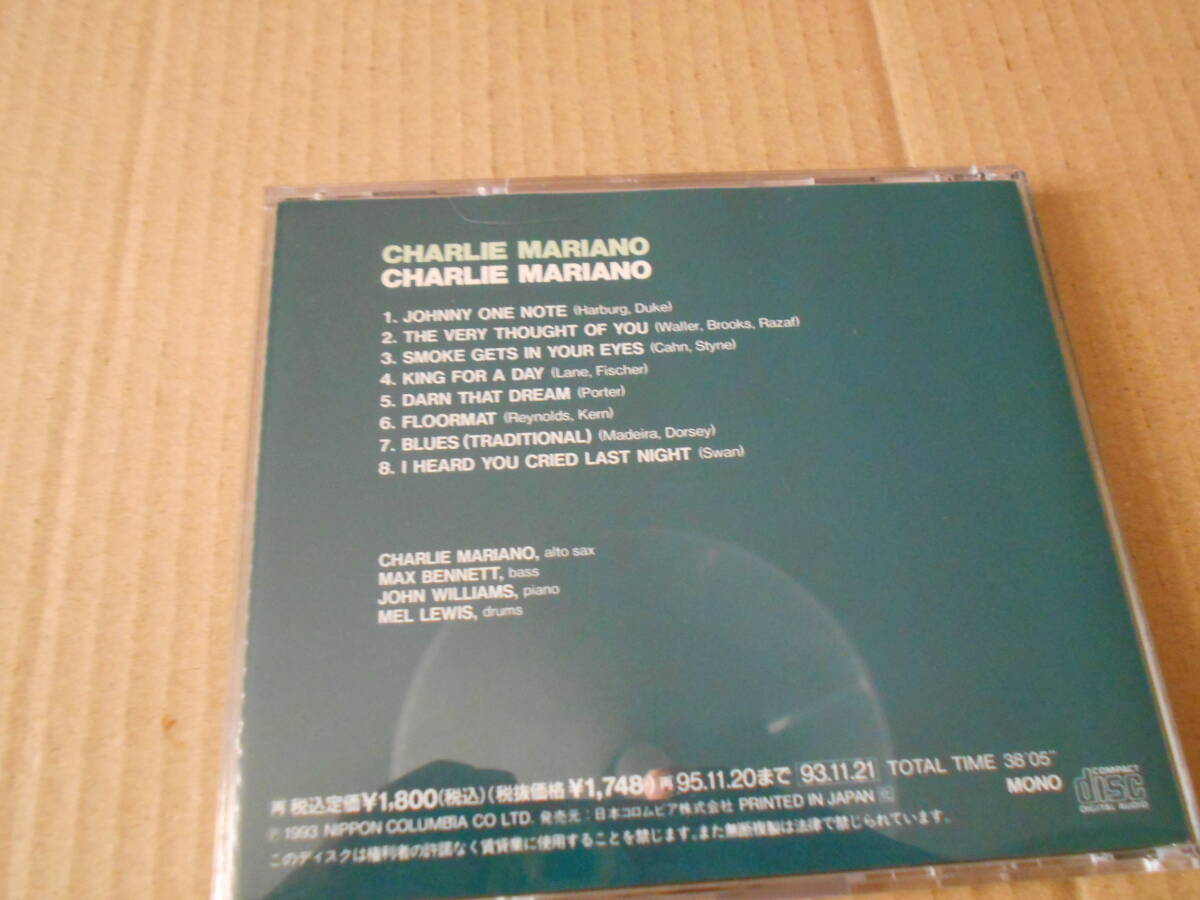 CHARLIE MARIANO
CHARLIE MARIANO
1. JOHNNY ONE NOTE (Harburg, Duke)
2. THE VERY THOUGHT OF YOU (Waller, Brooks, Razaf)
3. SMOKE GETS IN YOUR EYES (Cahn, Styne)
4. KING FOR A DAY (Lane, Fischer)
5. DARN THAT DREAM (Porter)
6. FLOORMAT (Reynolds, Kern)
7. BLUES (TRADITIONAL) (Madeira, Dorsey)
8. I HEARD YOU CRIED LAST NIGHT (Swan)
CHARLIE MARIANO, alto sax
MAX BENNETT, bass
JOHN WILLIAMS, piano
MEL LEWIS, drums
再 税込定価¥1,800(税込)(税抜価格¥1,748) 再 95.11.20まで 93.11.21 TOTAL TIME 38'05"
MONO
COMPACT disc DIGITAL AUDIO
Ⓟ 1993 NIPPON COLUMBIA CO LTD. 発売元:日本コロムビア株式会社 PRINTED IN JAPAN
このディスクは権利者の許諾なく賃貸業に使用することを禁じます。また無断複製は法律で禁じられています。